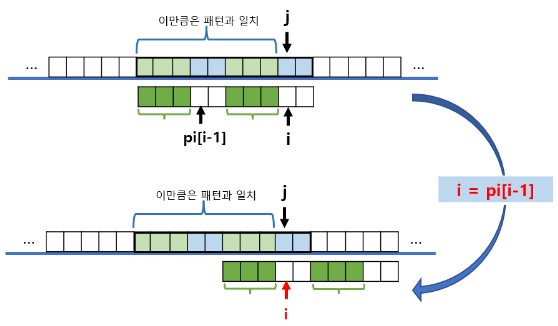 이만큼은 패턴과 일치
j
...
...
pi[i-1]
i
i = pi[i-1]
이만큼은 패턴과 일치
j
...
...
i